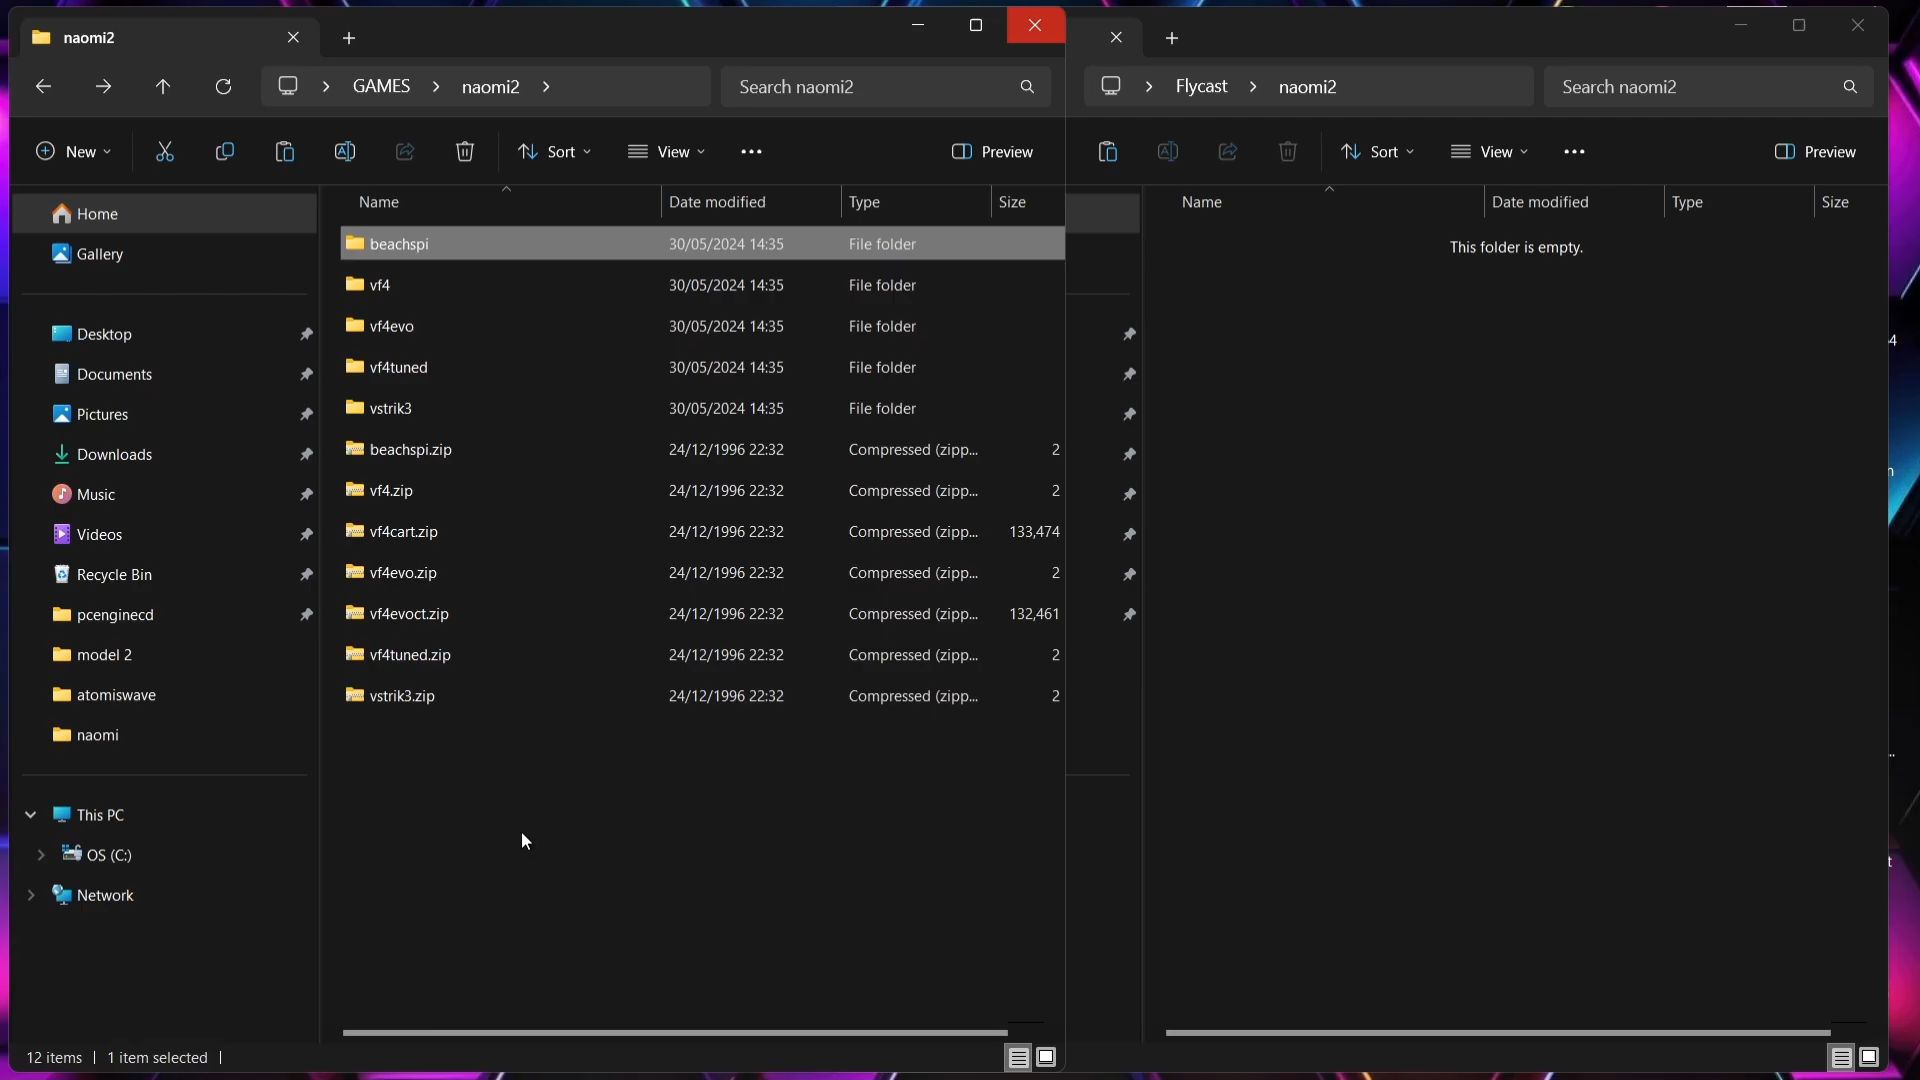 naomi2
GAMES
naomi2
Search naomi2
Flycast
naomi2
Search naomi2
New
Sort
View
Preview
Sort
View
Preview
Home
Gallery
Desktop
Documents
Pictures
Downloads
Music
Videos
Recycle Bin
pcenginecd
model 2
atomiswave
naomi
This PC
OS (C:)
Network
Name Date modified Type Size
beachspi 30/05/2024 14:35 File folder
vf4 30/05/2024 14:35 File folder
vf4evo 30/05/2024 14:35 File folder
vf4tuned 30/05/2024 14:35 File folder
vstrik3 30/05/2024 14:35 File folder
beachspi.zip 24/12/1996 22:32 Compressed (zipp... 2
vf4.zip 24/12/1996 22:32 Compressed (zipp... 2
vf4cart.zip 24/12/1996 22:32 Compressed (zipp... 133,474
vf4evo.zip 24/12/1996 22:32 Compressed (zipp... 2
vf4evoct.zip 24/12/1996 22:32 Compressed (zipp... 132,461
vf4tuned.zip 24/12/1996 22:32 Compressed (zipp... 2
vstrik3.zip 24/12/1996 22:32 Compressed (zipp... 2
Name Date modified Type Size
This folder is empty.
12 items 1 item selected